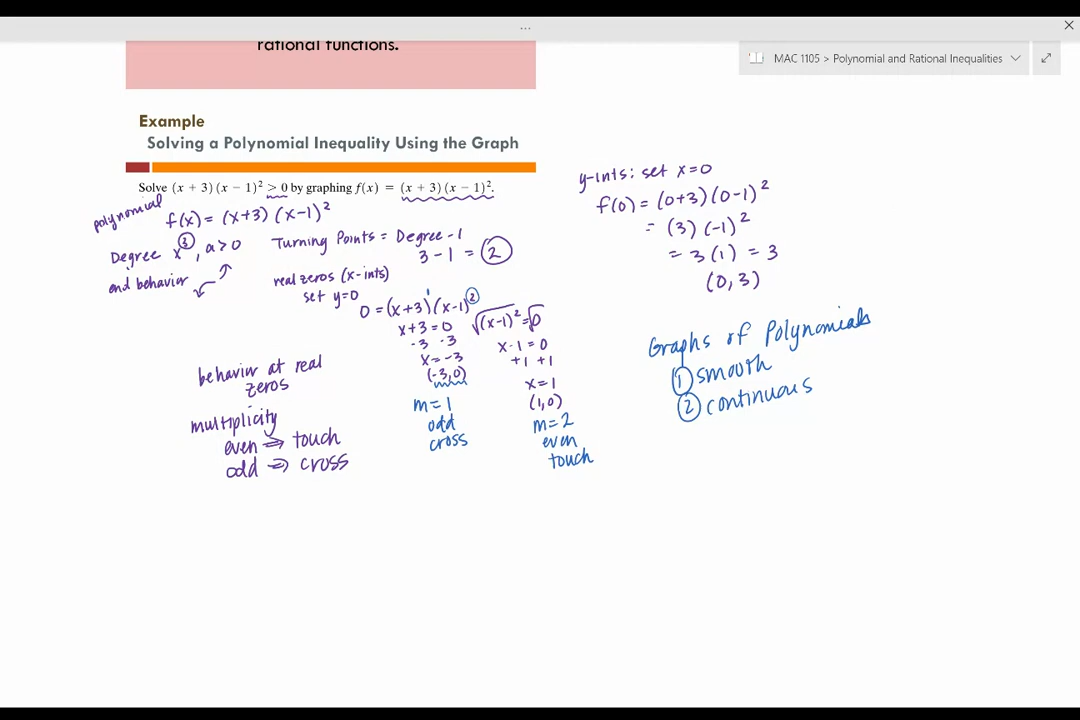 rational functions.
MAC 1105 > Polynomial and Rational Inequalities
Example
Solving a Polynomial Inequality Using the Graph
Solve (x + 3)(x − 1)² > 0 by graphing f(x) = (x + 3)(x − 1)².
polynomial f(x) = (x+3) (x-1)²
Degree x³, a>0
end behavior
Turning Points = Degree -1
3 - 1 = 2
real zeros (x-ints)
set y=0
0 = (x+3)¹ (x-1)²
x+3 = 0
-3 -3
x = -3
(-3,0)
m = 1
odd
cross
√(x-1)² = √0
x-1 = 0
+1 +1
x = 1
(1,0)
m = 2
even
touch
behavior at real
zeros
multiplicity
even ⇒ touch
odd ⇒ cross
y-ints: set x=0
f(0) = (0+3) (0-1)²
= (3) (-1)²
= 3 (1) = 3
(0, 3)
Graphs of Polynomials
① smooth
② continuous